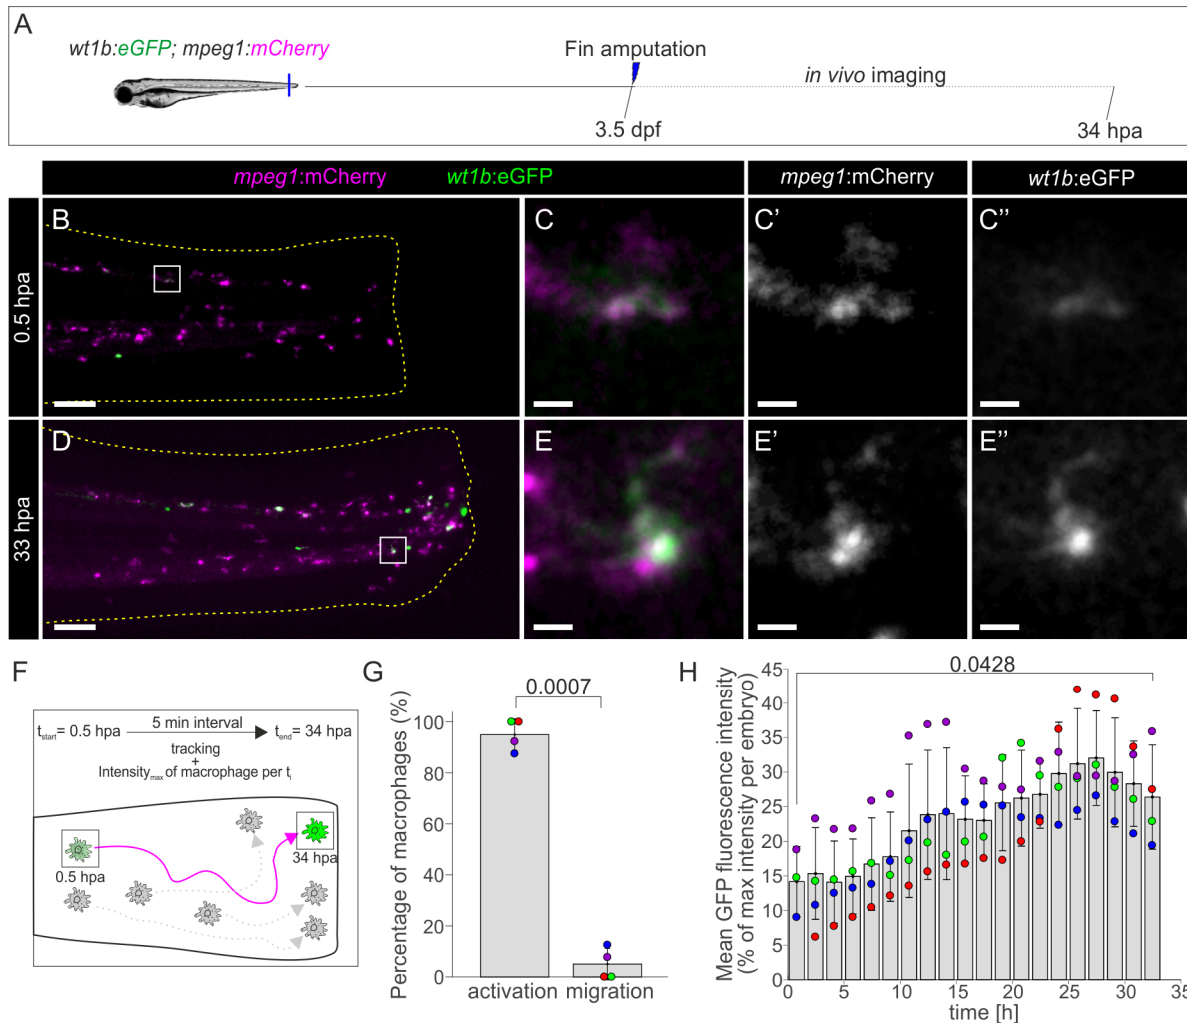 A
wt1b:eGFP; mpeg1:mCherry
Fin amputation
in vivo imaging
3.5 dpf
34 hpa
mpeg1:mCherry wt1b:eGFP
mpeg1:mCherry
wt1b:eGFP
0.5 hpa
B
C
C'
C''
33 hpa
D
E
E'
E''
F
5 min interval
tstart= 0.5 hpa
tend= 34 hpa
tracking
+
Intensitymax of macrophage per ti
0.5 hpa
34 hpa
G
0.0007
Percentage of macrophages (%)
100
80
60
40
20
0
activation
migration
H
0.0428
Mean GFP fluorescence intensity
(% of max intensity per embryo)
45
40
35
30
25
20
15
10
5
0
0 5 10 15 20 25 30 35
time [h]